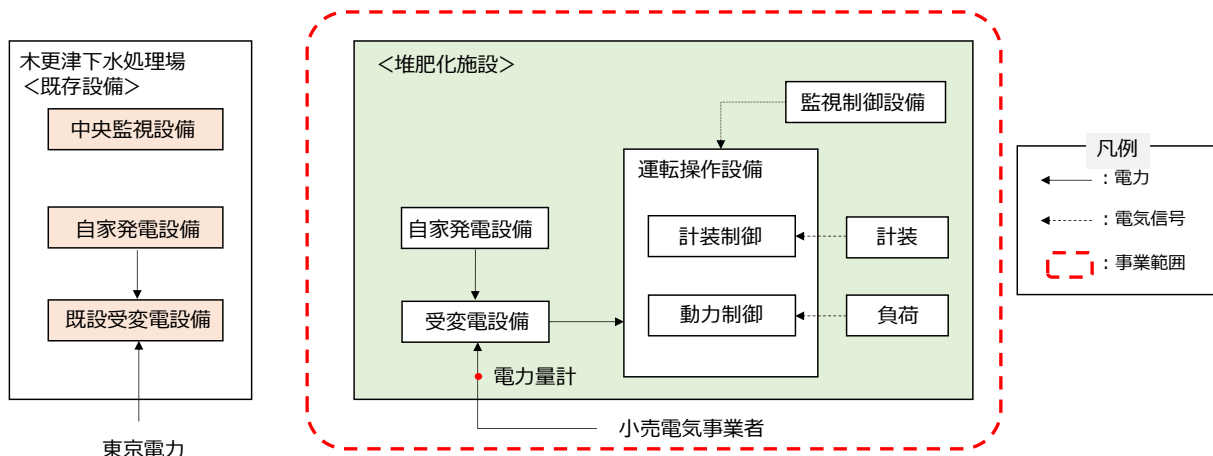 木更津下水処理場
＜既存設備＞
中央監視設備
自家発電設備
既設受変電設備
東京電力
＜堆肥化施設＞
監視制御設備
運転操作設備
自家発電設備
計装制御
計装
受変電設備
動力制御
負荷
電力量計
小売電気事業者
凡例
：電力
：電気信号
：事業範囲